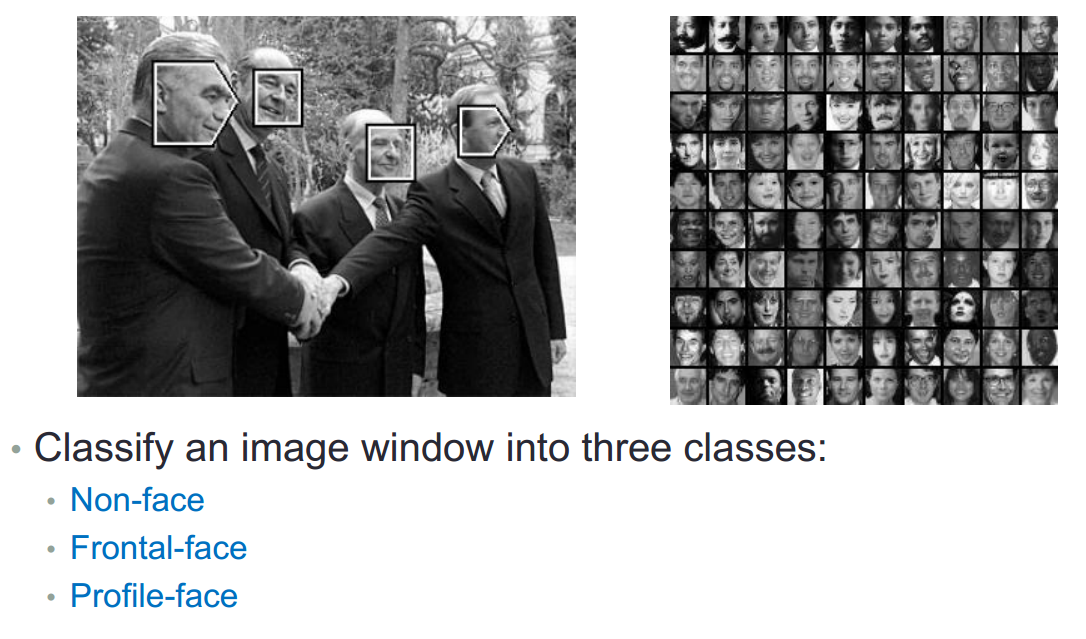 Classify an image window into three classes:
Non-face
Frontal-face
Profile-face